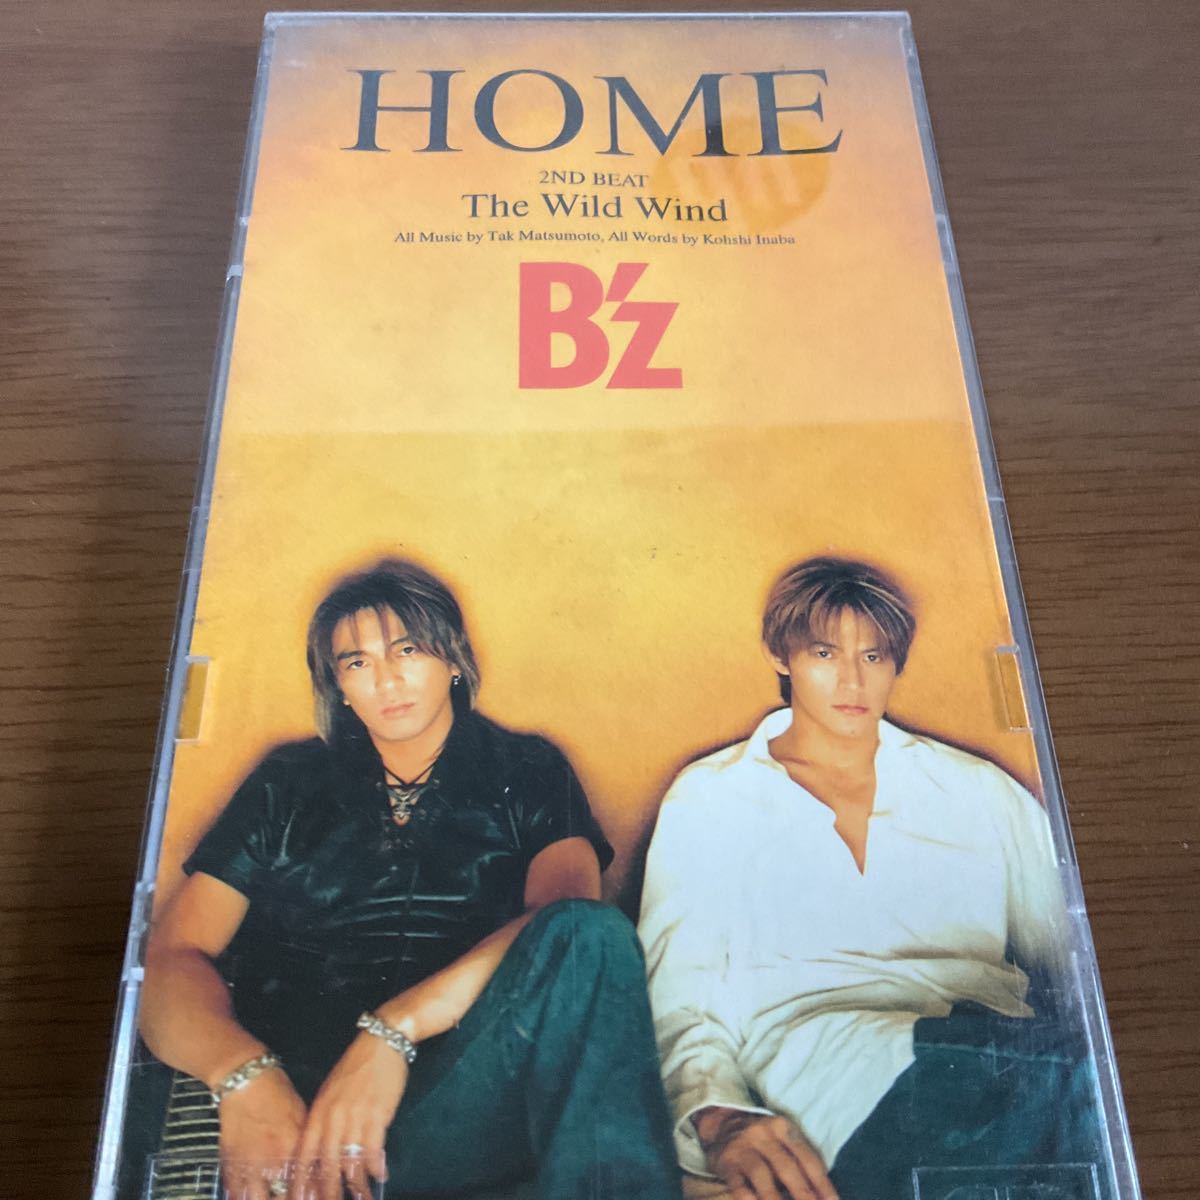 HOME
2ND BEAT
The Wild Wind
All Music by Tak Matsumoto, All Words by Kohshi Inaba
B'z